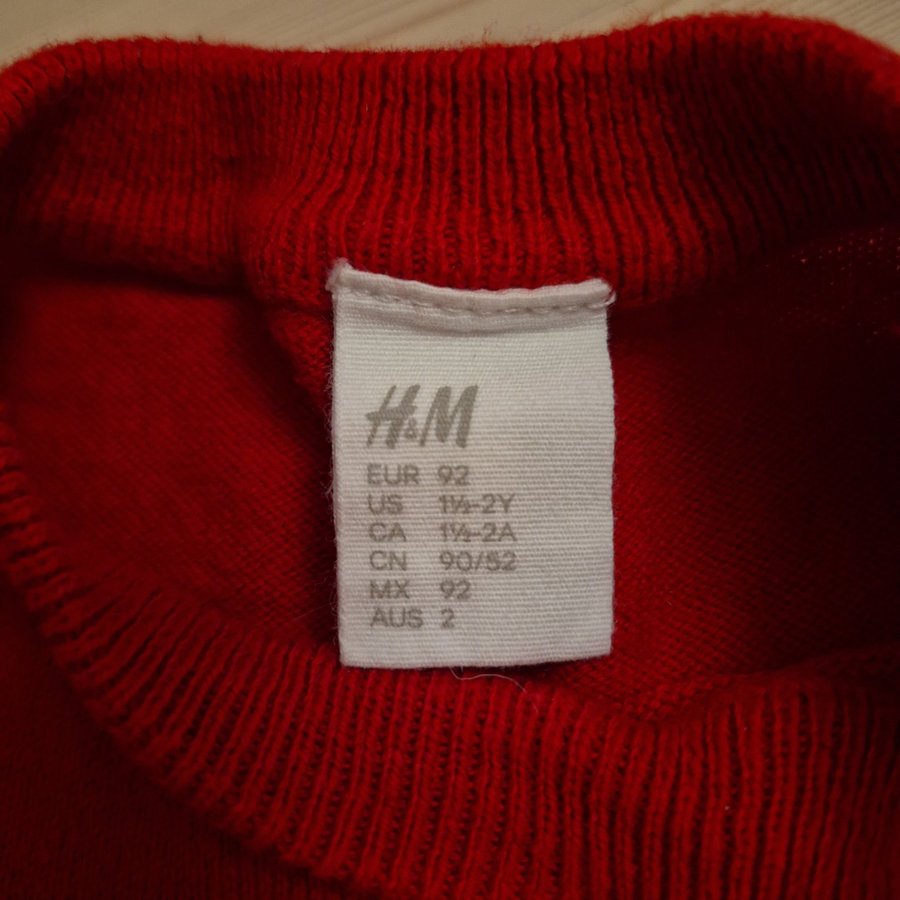 H&M
EUR 92
US 1½-2Y
CA 1½-2A
CN 90/52
MX 92
AUS 2